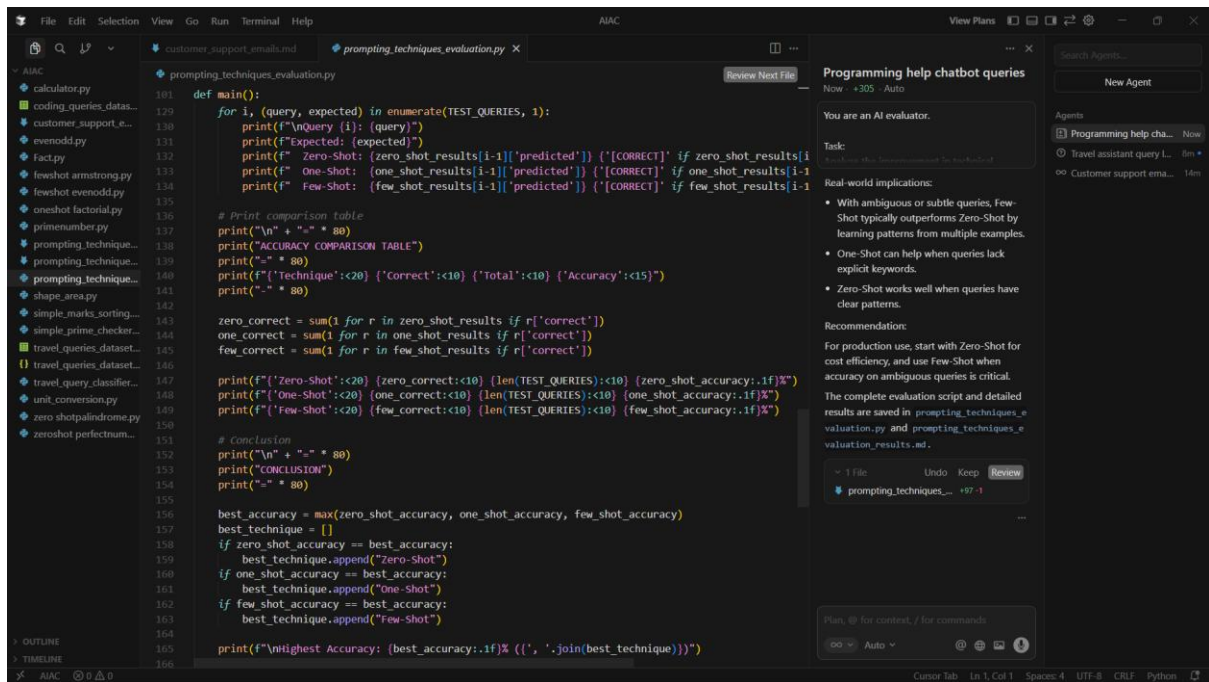 File Edit Selection View Go Run Terminal Help
AIAC
View Plans
customer_support_emails.md
prompting_techniques_evaluation.py
AIAC
calculator.py
coding_queries_datas...
customer_support_e...
evenodd.py
Fact.py
fewshot armstrong.py
fewshot evenodd.py
oneshot factorial.py
primenumber.py
prompting_technique...
prompting_technique...
prompting_technique...
shape_area.py
simple_marks_sorting....
simple_prime_checker...
travel_queries_dataset...
travel_queries_dataset...
travel_query_classifier...
unit_conversion.py
zero shotpalindrome.py
zeroshot perfectnum...
OUTLINE
TIMELINE
prompting_techniques_evaluation.py
Review Next File
101 def main():
129 for i, (query, expected) in enumerate(TEST_QUERIES, 1):
130 print(f"\nQuery {i}: {query}")
131 print(f"Expected: {expected}")
132 print(f"  Zero-Shot: {zero_shot_results[i-1]['predicted']} {'[CORRECT]' if zero_shot_results[i
133 print(f"  One-Shot:  {one_shot_results[i-1]['predicted']} {'[CORRECT]' if one_shot_results[i-1
134 print(f"  Few-Shot:  {few_shot_results[i-1]['predicted']} {'[CORRECT]' if few_shot_results[i-1
135
136 # Print comparison table
137 print("\n" + "=" * 80)
138 print("ACCURACY COMPARISON TABLE")
139 print("=" * 80)
140 print(f"{'Technique':<20} {'Correct':<10} {'Total':<10} {'Accuracy':<15}")
141 print("-" * 80)
142
143 zero_correct = sum(1 for r in zero_shot_results if r['correct'])
144 one_correct = sum(1 for r in one_shot_results if r['correct'])
145 few_correct = sum(1 for r in few_shot_results if r['correct'])
146
147 print(f"{'Zero-Shot':<20} {zero_correct:<10} {len(TEST_QUERIES):<10} {zero_shot_accuracy:.1f}%")
148 print(f"{'One-Shot':<20} {one_correct:<10} {len(TEST_QUERIES):<10} {one_shot_accuracy:.1f}%")
149 print(f"{'Few-Shot':<20} {few_correct:<10} {len(TEST_QUERIES):<10} {few_shot_accuracy:.1f}%")
150
151 # Conclusion
152 print("\n" + "=" * 80)
153 print("CONCLUSION")
154 print("=" * 80)
155
156 best_accuracy = max(zero_shot_accuracy, one_shot_accuracy, few_shot_accuracy)
157 best_technique = []
158 if zero_shot_accuracy == best_accuracy:
159 best_technique.append("Zero-Shot")
160 if one_shot_accuracy == best_accuracy:
161 best_technique.append("One-Shot")
162 if few_shot_accuracy == best_accuracy:
163 best_technique.append("Few-Shot")
164
165 print(f"\nHighest Accuracy: {best_accuracy:.1f}% ({', '.join(best_technique)})")
166
Programming help chatbot queries
Now · +305 · Auto
You are an AI evaluator.
Task:
Real-world implications:
• With ambiguous or subtle queries, Few-
Shot typically outperforms Zero-Shot by
learning patterns from multiple examples.
• One-Shot can help when queries lack
explicit keywords.
• Zero-Shot works well when queries have
clear patterns.
Recommendation:
For production use, start with Zero-Shot for
cost efficiency, and use Few-Shot when
accuracy on ambiguous queries is critical.
The complete evaluation script and detailed
results are saved in prompting_techniques_e
valuation.py and prompting_techniques_e
valuation_results.md.
1 File Undo Keep Review
prompting_techniques_... +97 -1
Plan, @ for context, / for commands
Auto
Search Agents...
New Agent
Agents
Programming help cha... Now
Travel assistant query l... 8m
Customer support ema... 14m
AIAC 0 0
Cursor Tab Ln 1, Col 1 Spaces: 4 UTF-8 CRLF Python